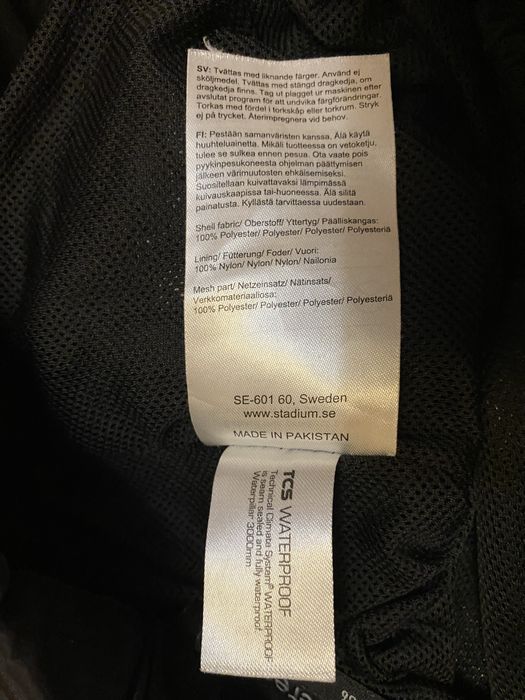 SV: Tvättas med liknande färger. Använd ej
sköljmedel. Tvättas med stängd dragkedja, om
dragkedja finns. Tag ut plagget ur maskinen efter
avslutat program för att undvika färgförändringar.
Torkas med fördel i torkskåp eller torkrum. Stryk
ej på trycket. Återimpregnera vid behov.
FI: Pestään samanväristen kanssa. Älä käytä
huuhteluainetta. Mikäli tuotteessa on vetoketju,
tulee se sulkea ennen pesua. Ota vaate pois
pyykinpesukoneesta ohjelman päättymisen
jälkeen värimuutosten ehkäisemiseksi.
Suositellaan kuivattavaksi lämpimässä
kuivauskaapissa tai-huoneessa. Älä silitä
painatusta. Kyllästä tarvittaessa uudestaan.
Shell fabric/ Oberstoff/ Yttertyg/ Päälliskangas:
100% Polyester/ Polyester/ Polyester/ Polyesteriä
Lining/ Fütterung/ Foder/ Vuori:
100% Nylon/ Nylon/ Nylon/ Nailonia
Mesh part/ Netzeinsatz/ Nätinsats/
Verkkomateriaaliosa:
100% Polyester/ Polyester/ Polyester/ Polyesteriä
SE-601 60, Sweden
www.stadium.se
MADE IN PAKISTAN
TCS WATERPROOF
Technical Climate System® WATERPROOF
is seam sealed and fully waterproof.
Waterpillar 3000mm